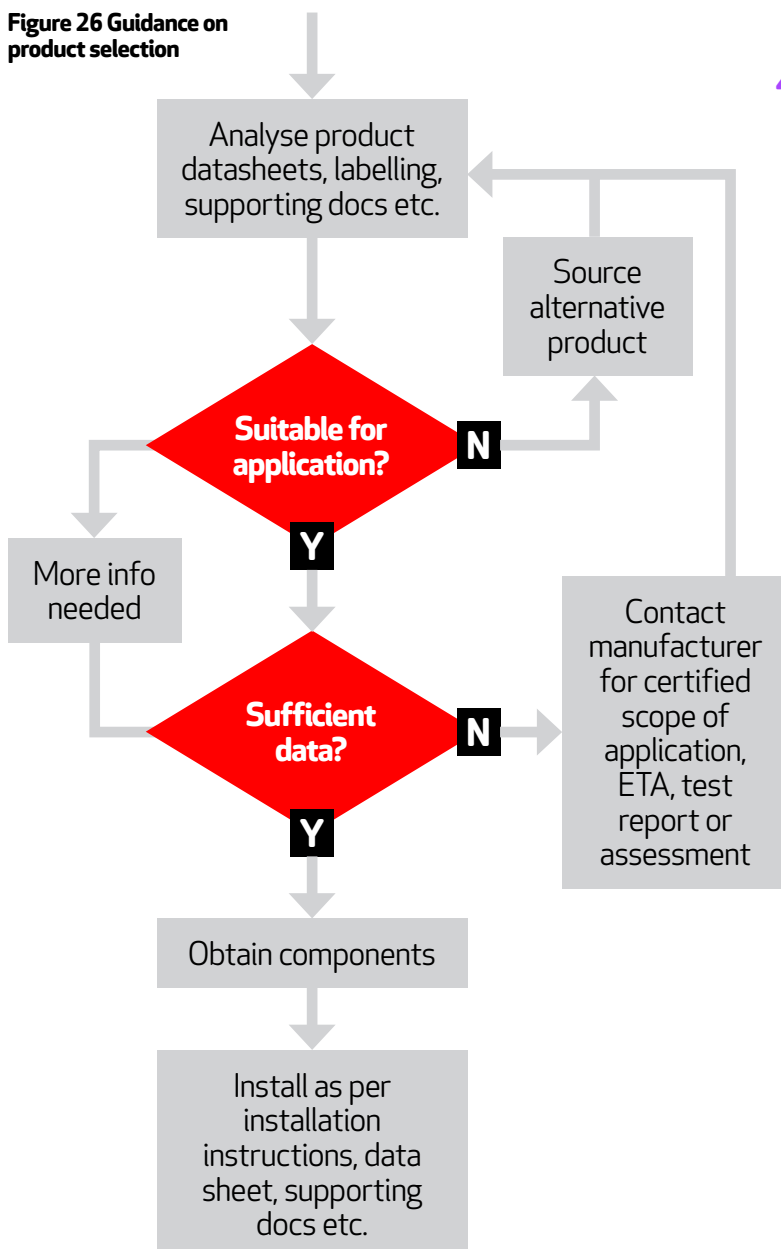 Figure 26 Guidance on
product selection
Analyse product
datasheets, labelling,
supporting docs etc.
Source
alternative
product
Suitable for
application?
N
Y
More info
needed
Contact
manufacturer
for certified
scope of
application,
ETA, test
report or
assessment
Sufficient
data?
N
Y
Obtain components
Install as per
installation
instructions, data
sheet, supporting
docs etc.